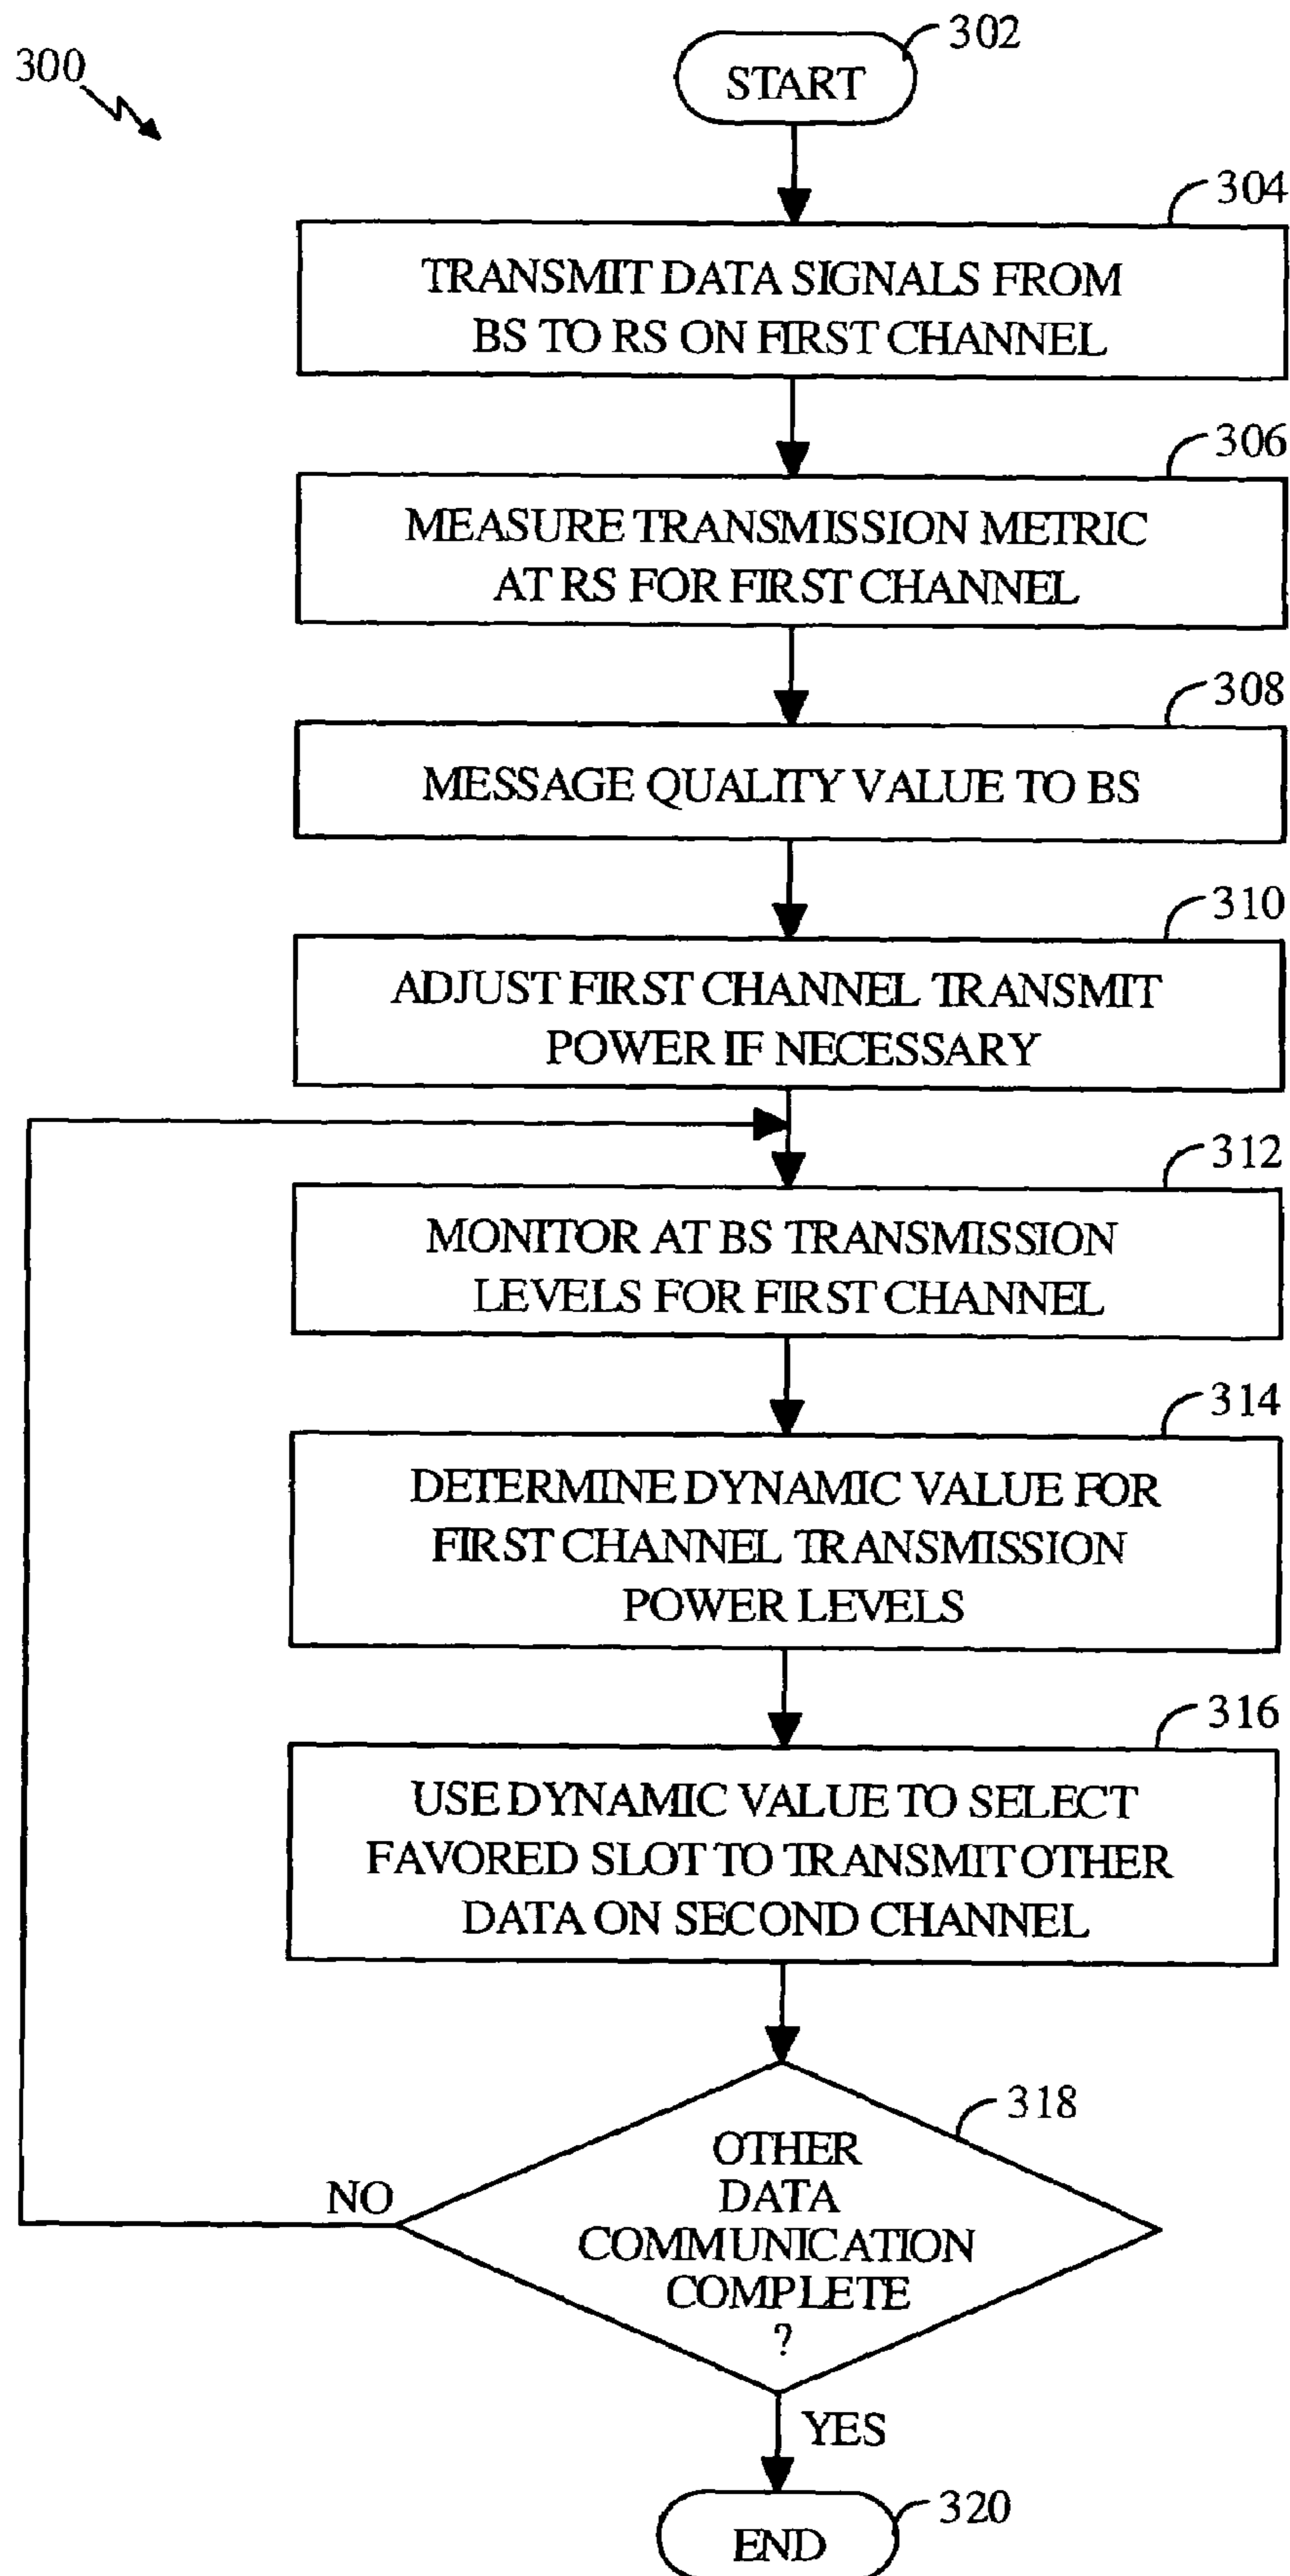 302
300
START
304
TRANSMIT DATA SIGNALS FROM
BS TO RS ON FIRST CHANNEL
306
MEASURE TRANSMISSION METRIC
AT RS FOR FIRST CHANNEL
308
MESSAGE QUALITY VALUE TO BS
310
ADJUST FIRST CHANNEL TRANSMIT
POWER IF NECESSARY
312
MONITOR AT BS TRANSMISSION
LEVELS FOR FIRST CHANNEL
314
DETERMINE DYNAMIC VALUE FOR
FIRST CHANNEL TRANSMISSION
POWER LEVELS
316
USE DYNAMIC VALUE TO SELECT
FAVORED SLOT TO TRANSMIT OTHER
DATA ON SECOND CHANNEL
318
OTHER
DATA
COMMUNICATION
COMPLETE
?
NO
YES
320
END